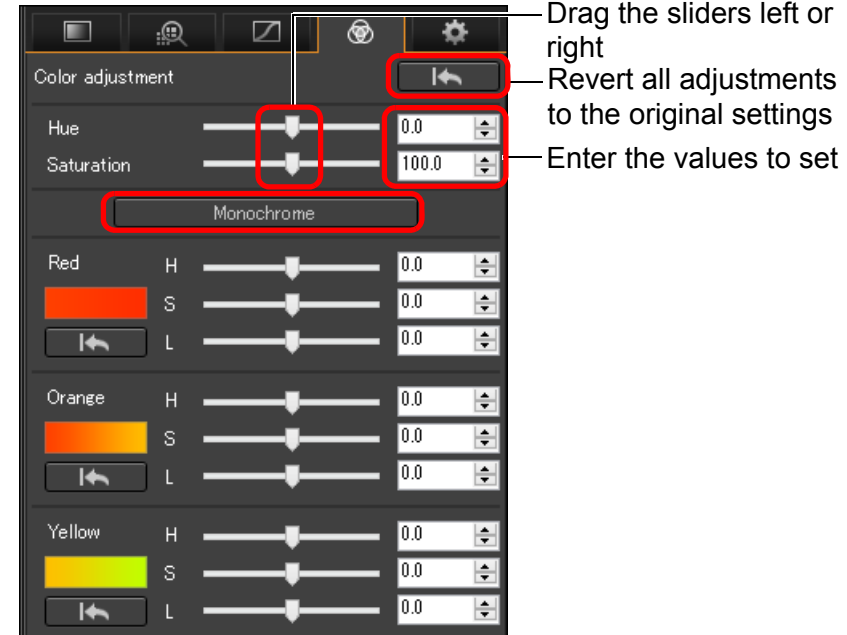 Drag the sliders left or
right
Color adjustment
Revert all adjustments
to the original settings
Hue
0.0
Saturation
100.0
Enter the values to set
Monochrome
Red
H
0.0
S
0.0
L
0.0
Orange
H
0.0
S
0.0
L
0.0
Yellow
H
0.0
S
0.0
L
0.0